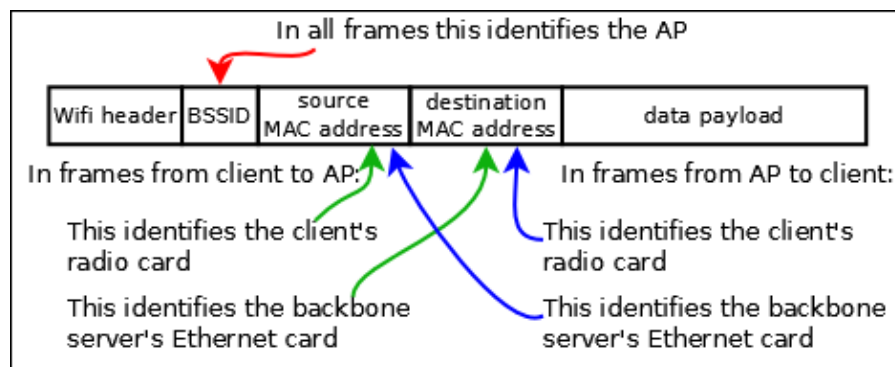 In all frames this identifies the AP
Wifi header BSSID source MAC address destination MAC address data payload
In frames from client to AP:
In frames from AP to client:
This identifies the client's
radio card
This identifies the client's
radio card
This identifies the backbone
server's Ethernet card
This identifies the backbone
server's Ethernet card